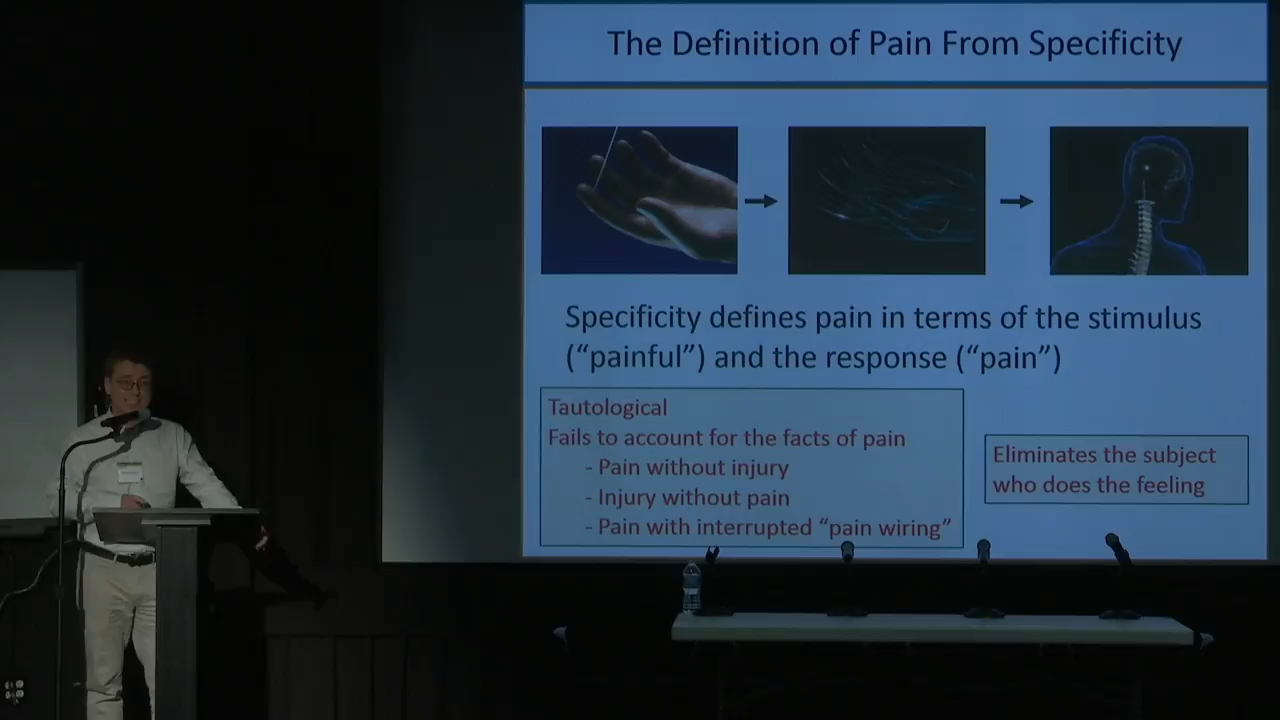 The Definition of Pain From Specificity
Specificity defines pain in terms of the stimulus
(“painful”) and the response (“pain”)
Tautological
Fails to account for the facts of pain
- Pain without injury
- Injury without pain
- Pain with interrupted “pain wiring”
Eliminates the subject
who does the feeling